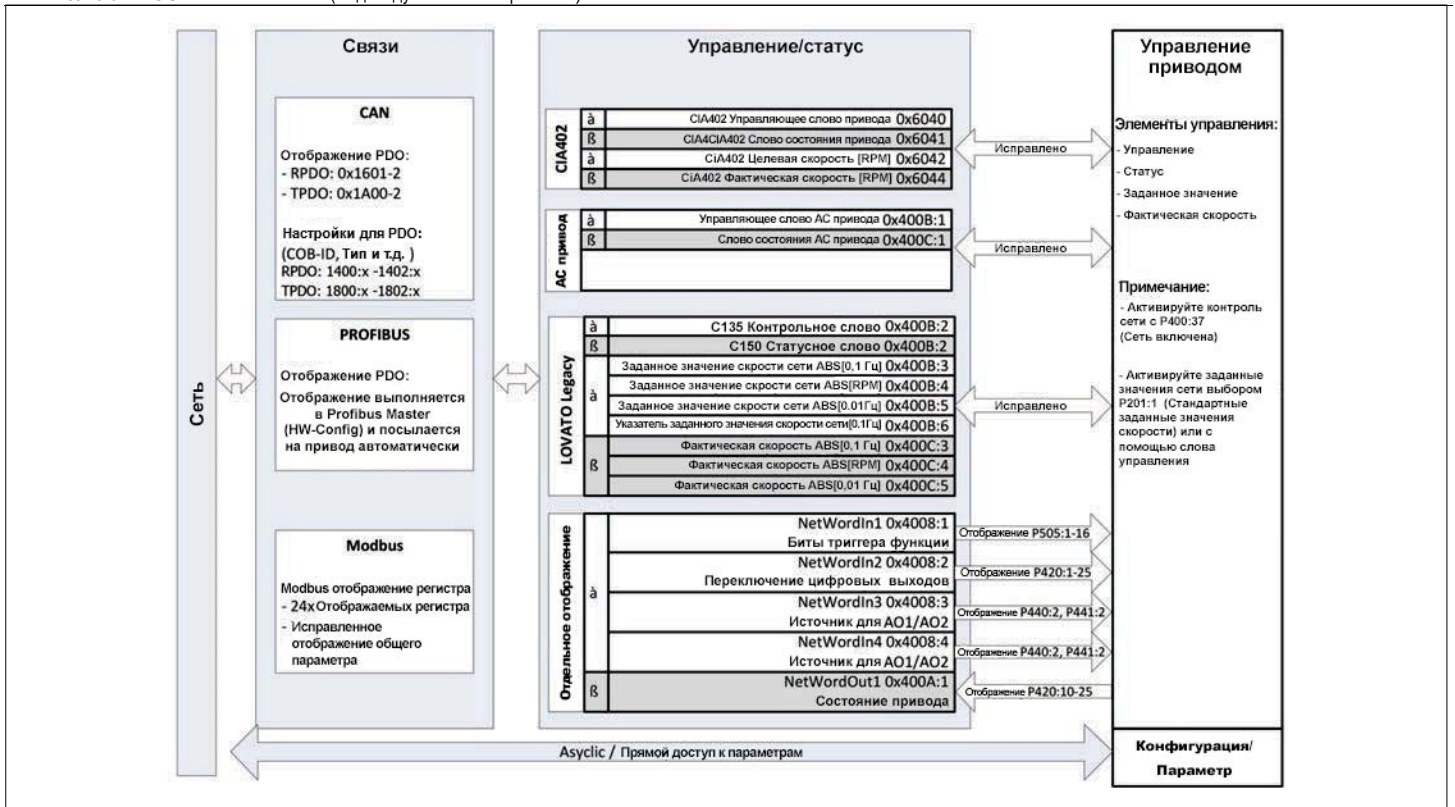 Сеть
Связи
CAN
Отображение PDO:
- RPDO: 0x1601-2
- TPDO: 0x1A00-2
Настройки для PDO:
(COB-ID, Тип и т.д. )
RPDO: 1400:x -1402:x
TPDO: 1800:x -1802:x
PROFIBUS
Отображение PDO:
Отображение выполняется
в Profibus Master
(HW-Config) и посылается
на привод автоматически
Modbus
Modbus отображение регистра
- 24x Отображаемых регистра
- Исправленное
отображение общего
параметра
Управление/статус
CIA402
à CIA402 Управляющее слово привода 0x6040
ß CIA4CIA402 Слово состояния привода 0x6041
à CiA402 Целевая скорость [RPM] 0x6042
ß CiA402 Фактическая скорость [RPM] 0x6044
Исправлено
АС привод
à Управляющее слово АС привода 0x400B:1
ß Слово состояния АС привода 0x400C:1
Исправлено
LOVATO Legacy
à C135 Контрольное слово 0x400B:2
ß C150 Статусное слово 0x400B:2
à
Заданное значение скрости сети ABS[0,1 Гц] 0x400B:3
Заданное значение скрости сети ABS[RPM] 0x400B:4
Заданное значение скрости сети ABS[0.01Гц] 0x400B:5
Указатель заданного значения скорости сети[0.1Гц] 0x400B:6
ß
Фактическая скорость ABS[0,1 Гц] 0x400C:3
Фактическая скорость ABS[RPM] 0x400C:4
Фактическая скорость ABS[0,01 Гц] 0x400C:5
Исправлено
Отдельное отображение
à
NetWordIn1 0x4008:1
Биты триггера функции
Отображение P505:1-16
NetWordIn2 0x4008:2
Переключение цифровых выходов
Отображение P420:1-25
NetWordIn3 0x4008:3
Источник для AO1/AO2
Отображение P440:2, P441:2
NetWordIn4 0x4008:4
Источник для AO1/AO2
Отображение P440:2, P441:2
ß
NetWordOut1 0x400A:1
Состояние привода
Отображение P420:10-25
Управление
приводом
Элементы управления:
- Управление
- Статус
- Заданное значение
- Фактическая скорость
Примечание:
- Активируйте контроль
сети с P400:37
(Сеть включена)
- Активируйте заданные
значения сети выбором
P201:1 (Стандартные
заданные значения
скорости) или с
помощью слова
управления
Asyclic / Прямой доступ к параметрам
Конфигурация/
Параметр